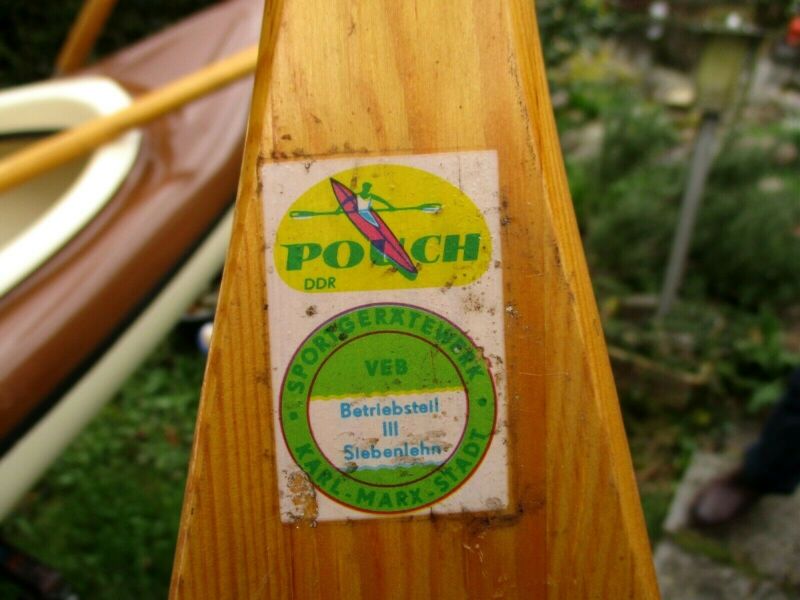 POUCH
DDR
SPORTGERÄTEWERK
VEB
Betriebsteil
III
Siebenlehn
KARL-MARX-STADT